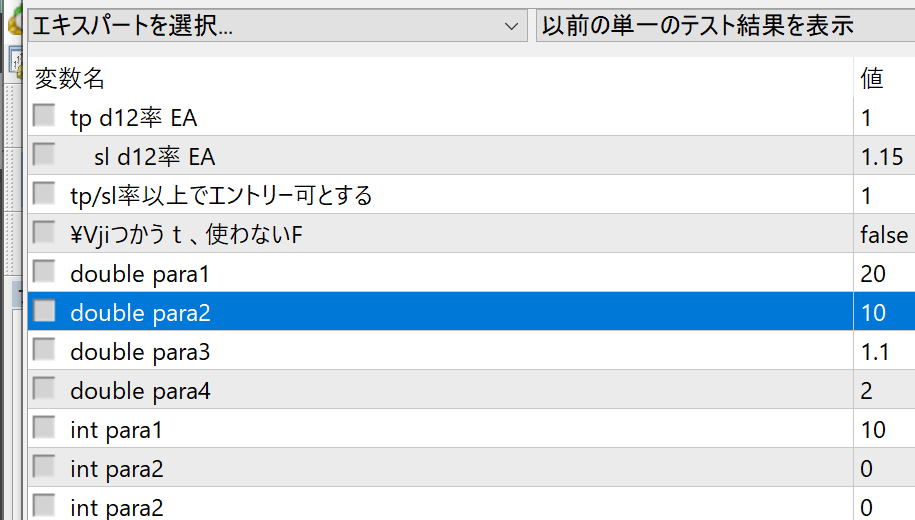 エキスパートを選択... 以前の単一のテスト結果を表示
変数名 値
tp d12率 EA 1
sl d12率 EA 1.15
tp/sl率以上でエントリー可とする 1
¥Vjiつかうｔ、使わないF false
double para1 20
double para2 10
double para3 1.1
double para4 2
int para1 10
int para2 0
int para2 0